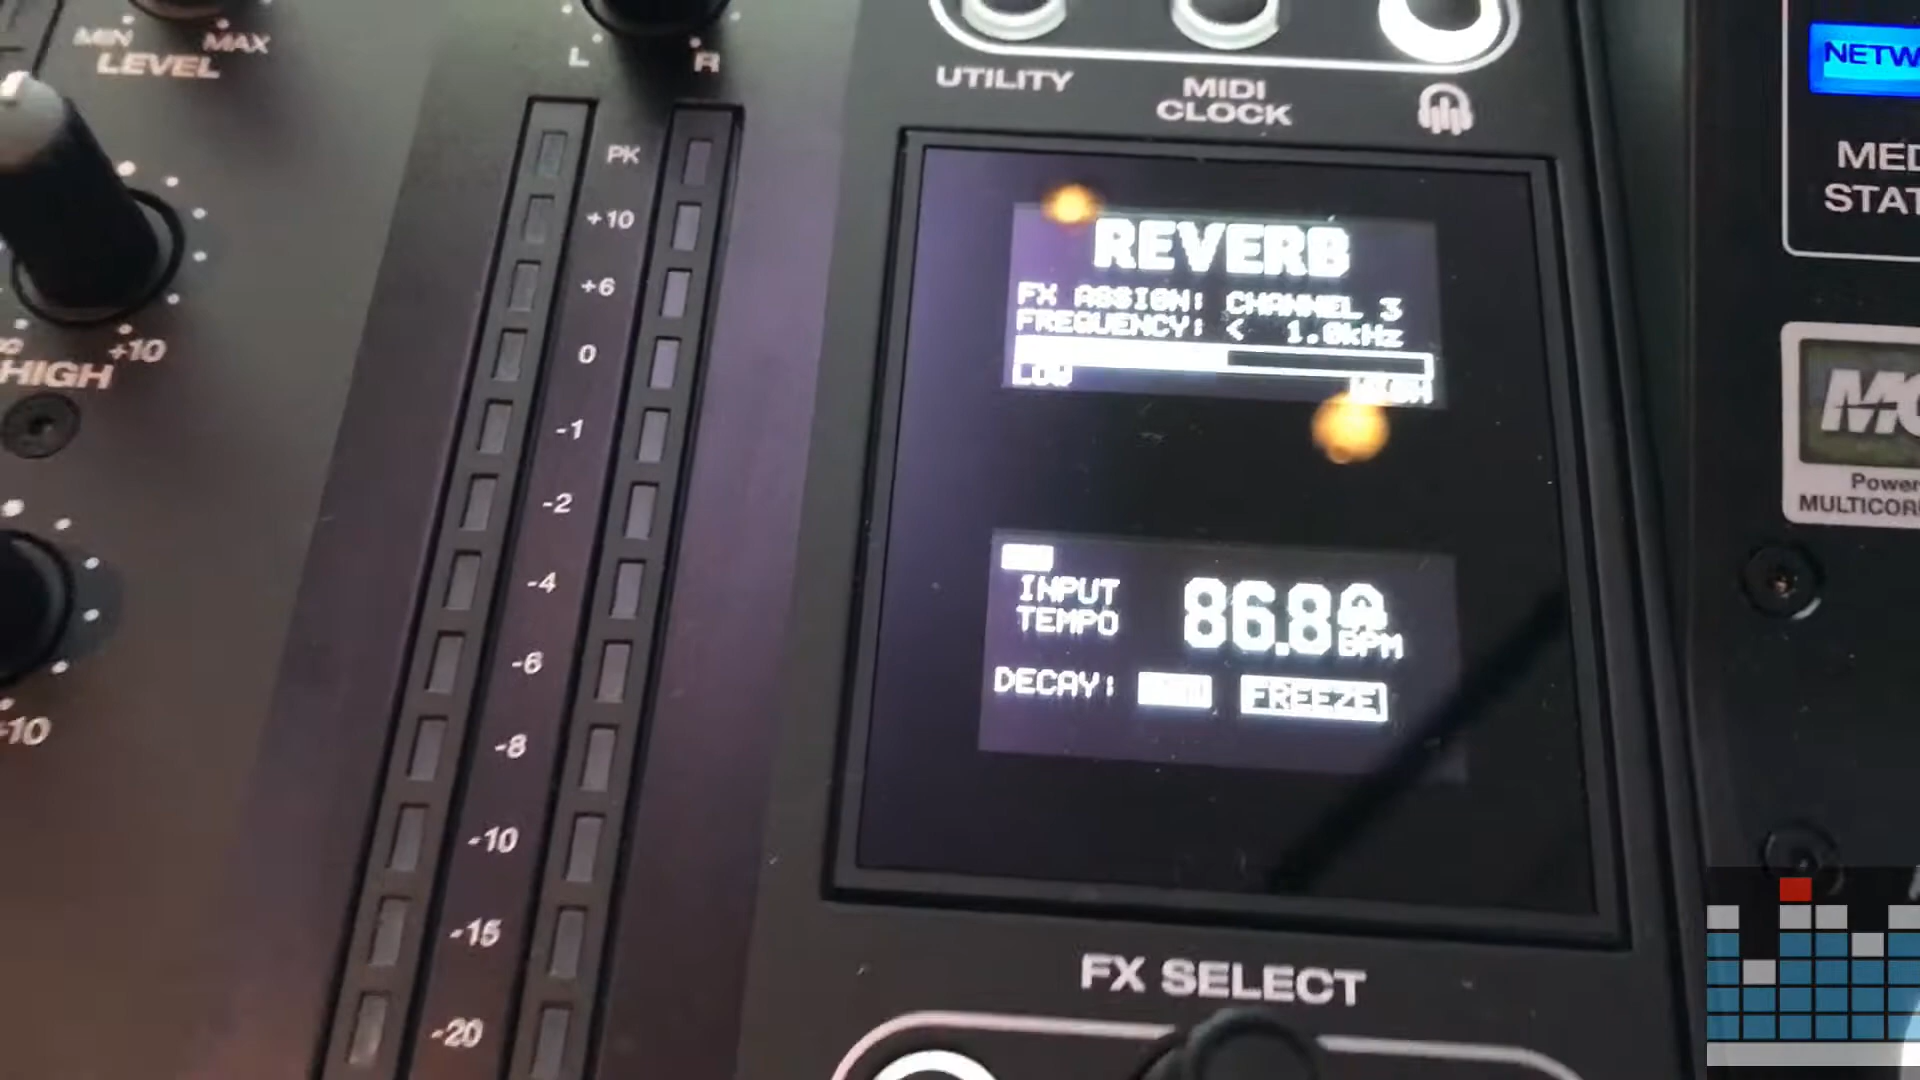 MIN
MAX
LEVEL
L
R
UTILITY
MIDI
CLOCK
PK
+10
+6
0
-1
-2
-4
-6
-8
-10
-15
-20
+10
HIGH
+10
REVERB
FX ASSIGN: CHANNEL 3
FREQUENCY: < 1.0kHz
LOW
HIGH
INPUT
TEMPO
86.8
BPM
DECAY:
FREEZE
FX SELECT
NETW
MED
STAT
MC
Power
MULTICOR